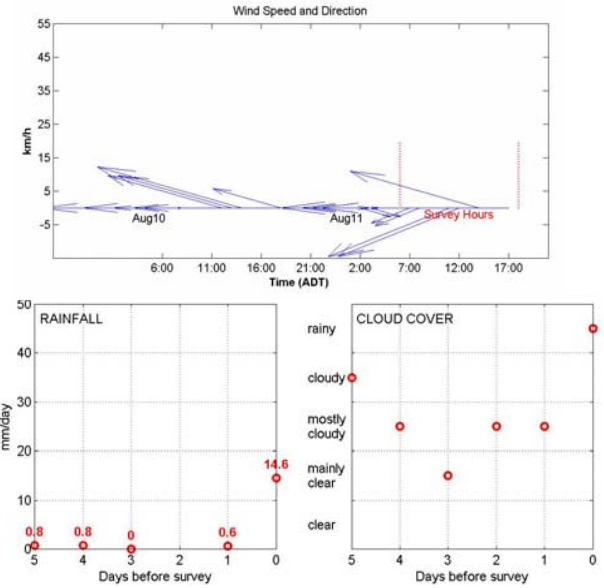 Wind Speed and Direction
55
45
35
25
15
5
-5
km/h
Aug10
Aug11
Survey Hours
6:00 11:00 16:00 21:00 2:00 7:00 12:00 17:00
Time (ADT)
RAINFALL
50
40
30
20
10
0
mm/day
0.8 0.8 0 0.6 14.6
5 4 3 2 1 0
Days before survey
CLOUD COVER
rainy
cloudy
mostly
cloudy
mainly
clear
clear
5 4 3 2 1 0
Days before survey